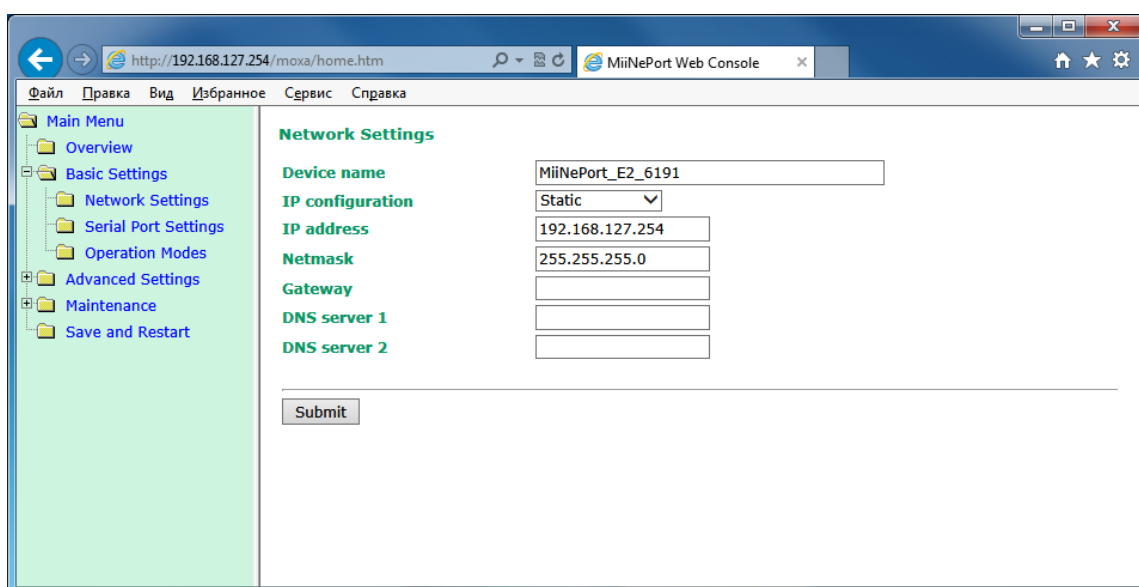 http://192.168.127.254/moxa/home.htm
MiiNePort Web Console
Файл Правка Вид Избранное Сервис Справка
Main Menu
Overview
Basic Settings
Network Settings
Serial Port Settings
Operation Modes
Advanced Settings
Maintenance
Save and Restart
Network Settings
Device name MiiNePort_E2_6191
IP configuration Static
IP address 192.168.127.254
Netmask 255.255.255.0
Gateway
DNS server 1
DNS server 2
Submit